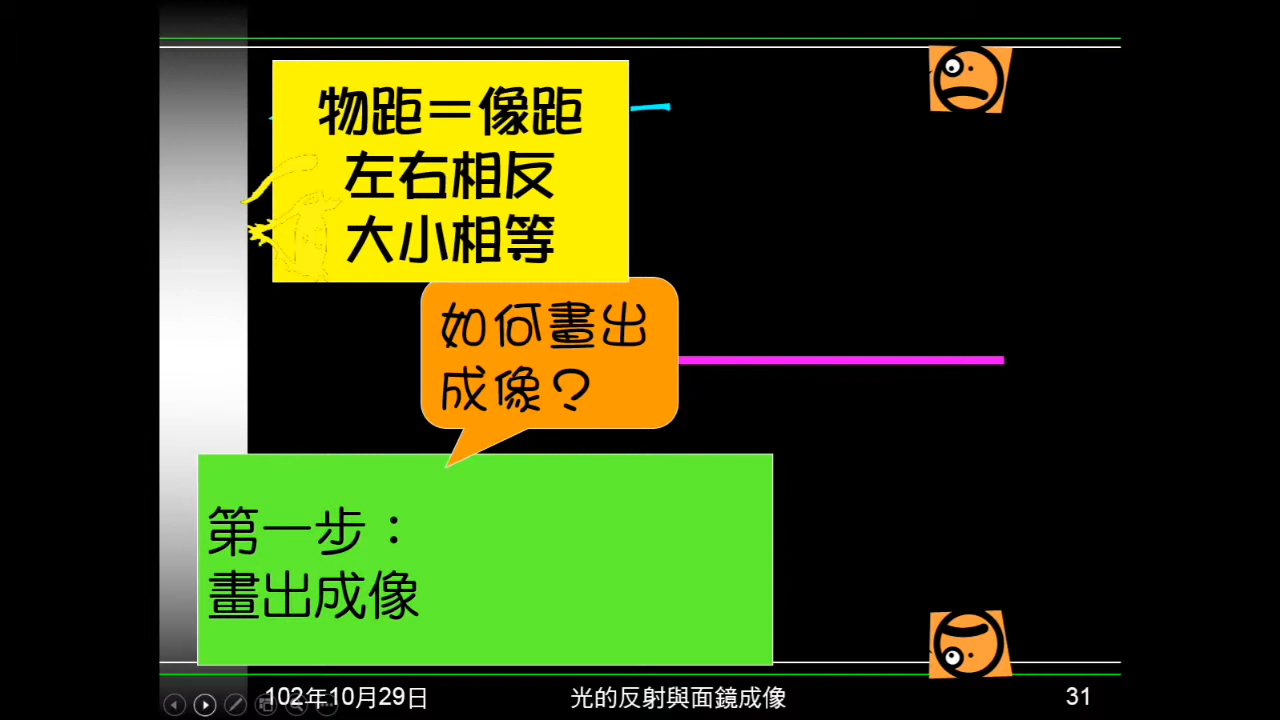 物距＝像距
左右相反
大小相等
如何畫出
成像？
第一步：
畫出成像
102年10月29日
光的反射與面鏡成像
31